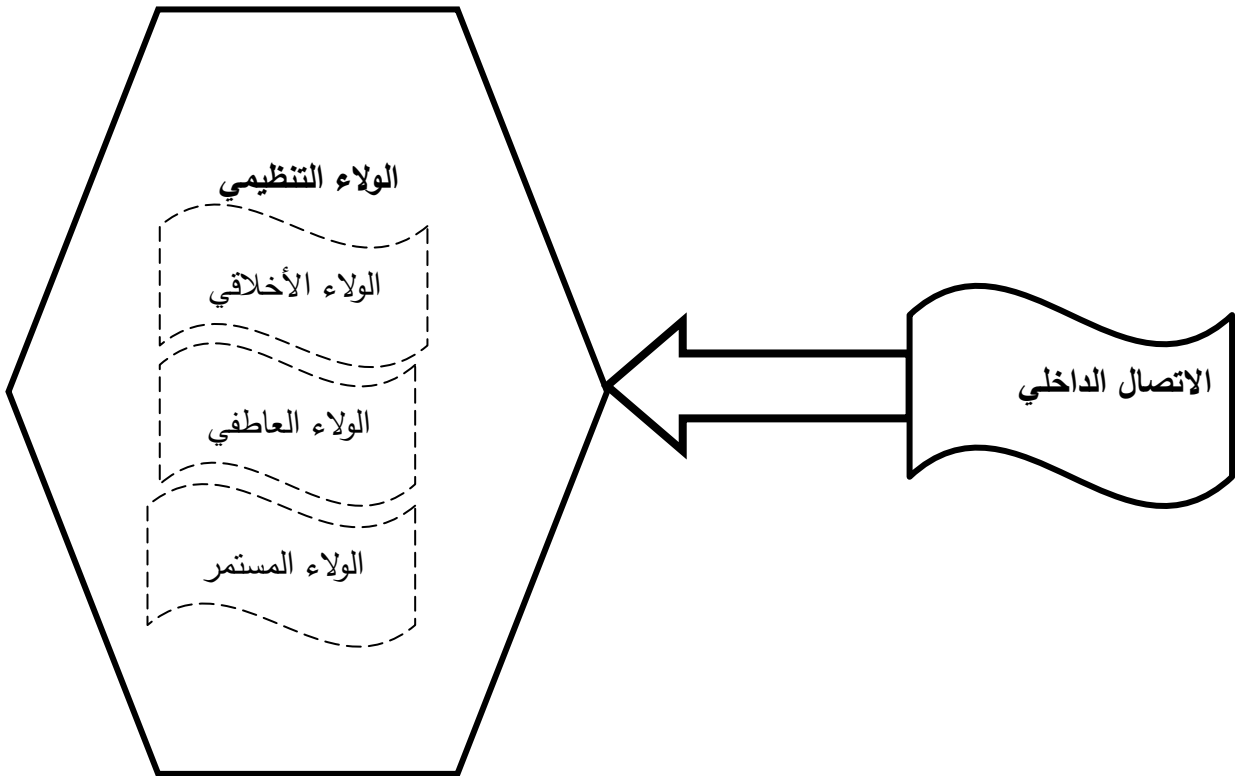 الولاء التنظيمي
الولاء الأخلاقي
الولاء العاطفي
الولاء المستمر
الاتصال الداخلي